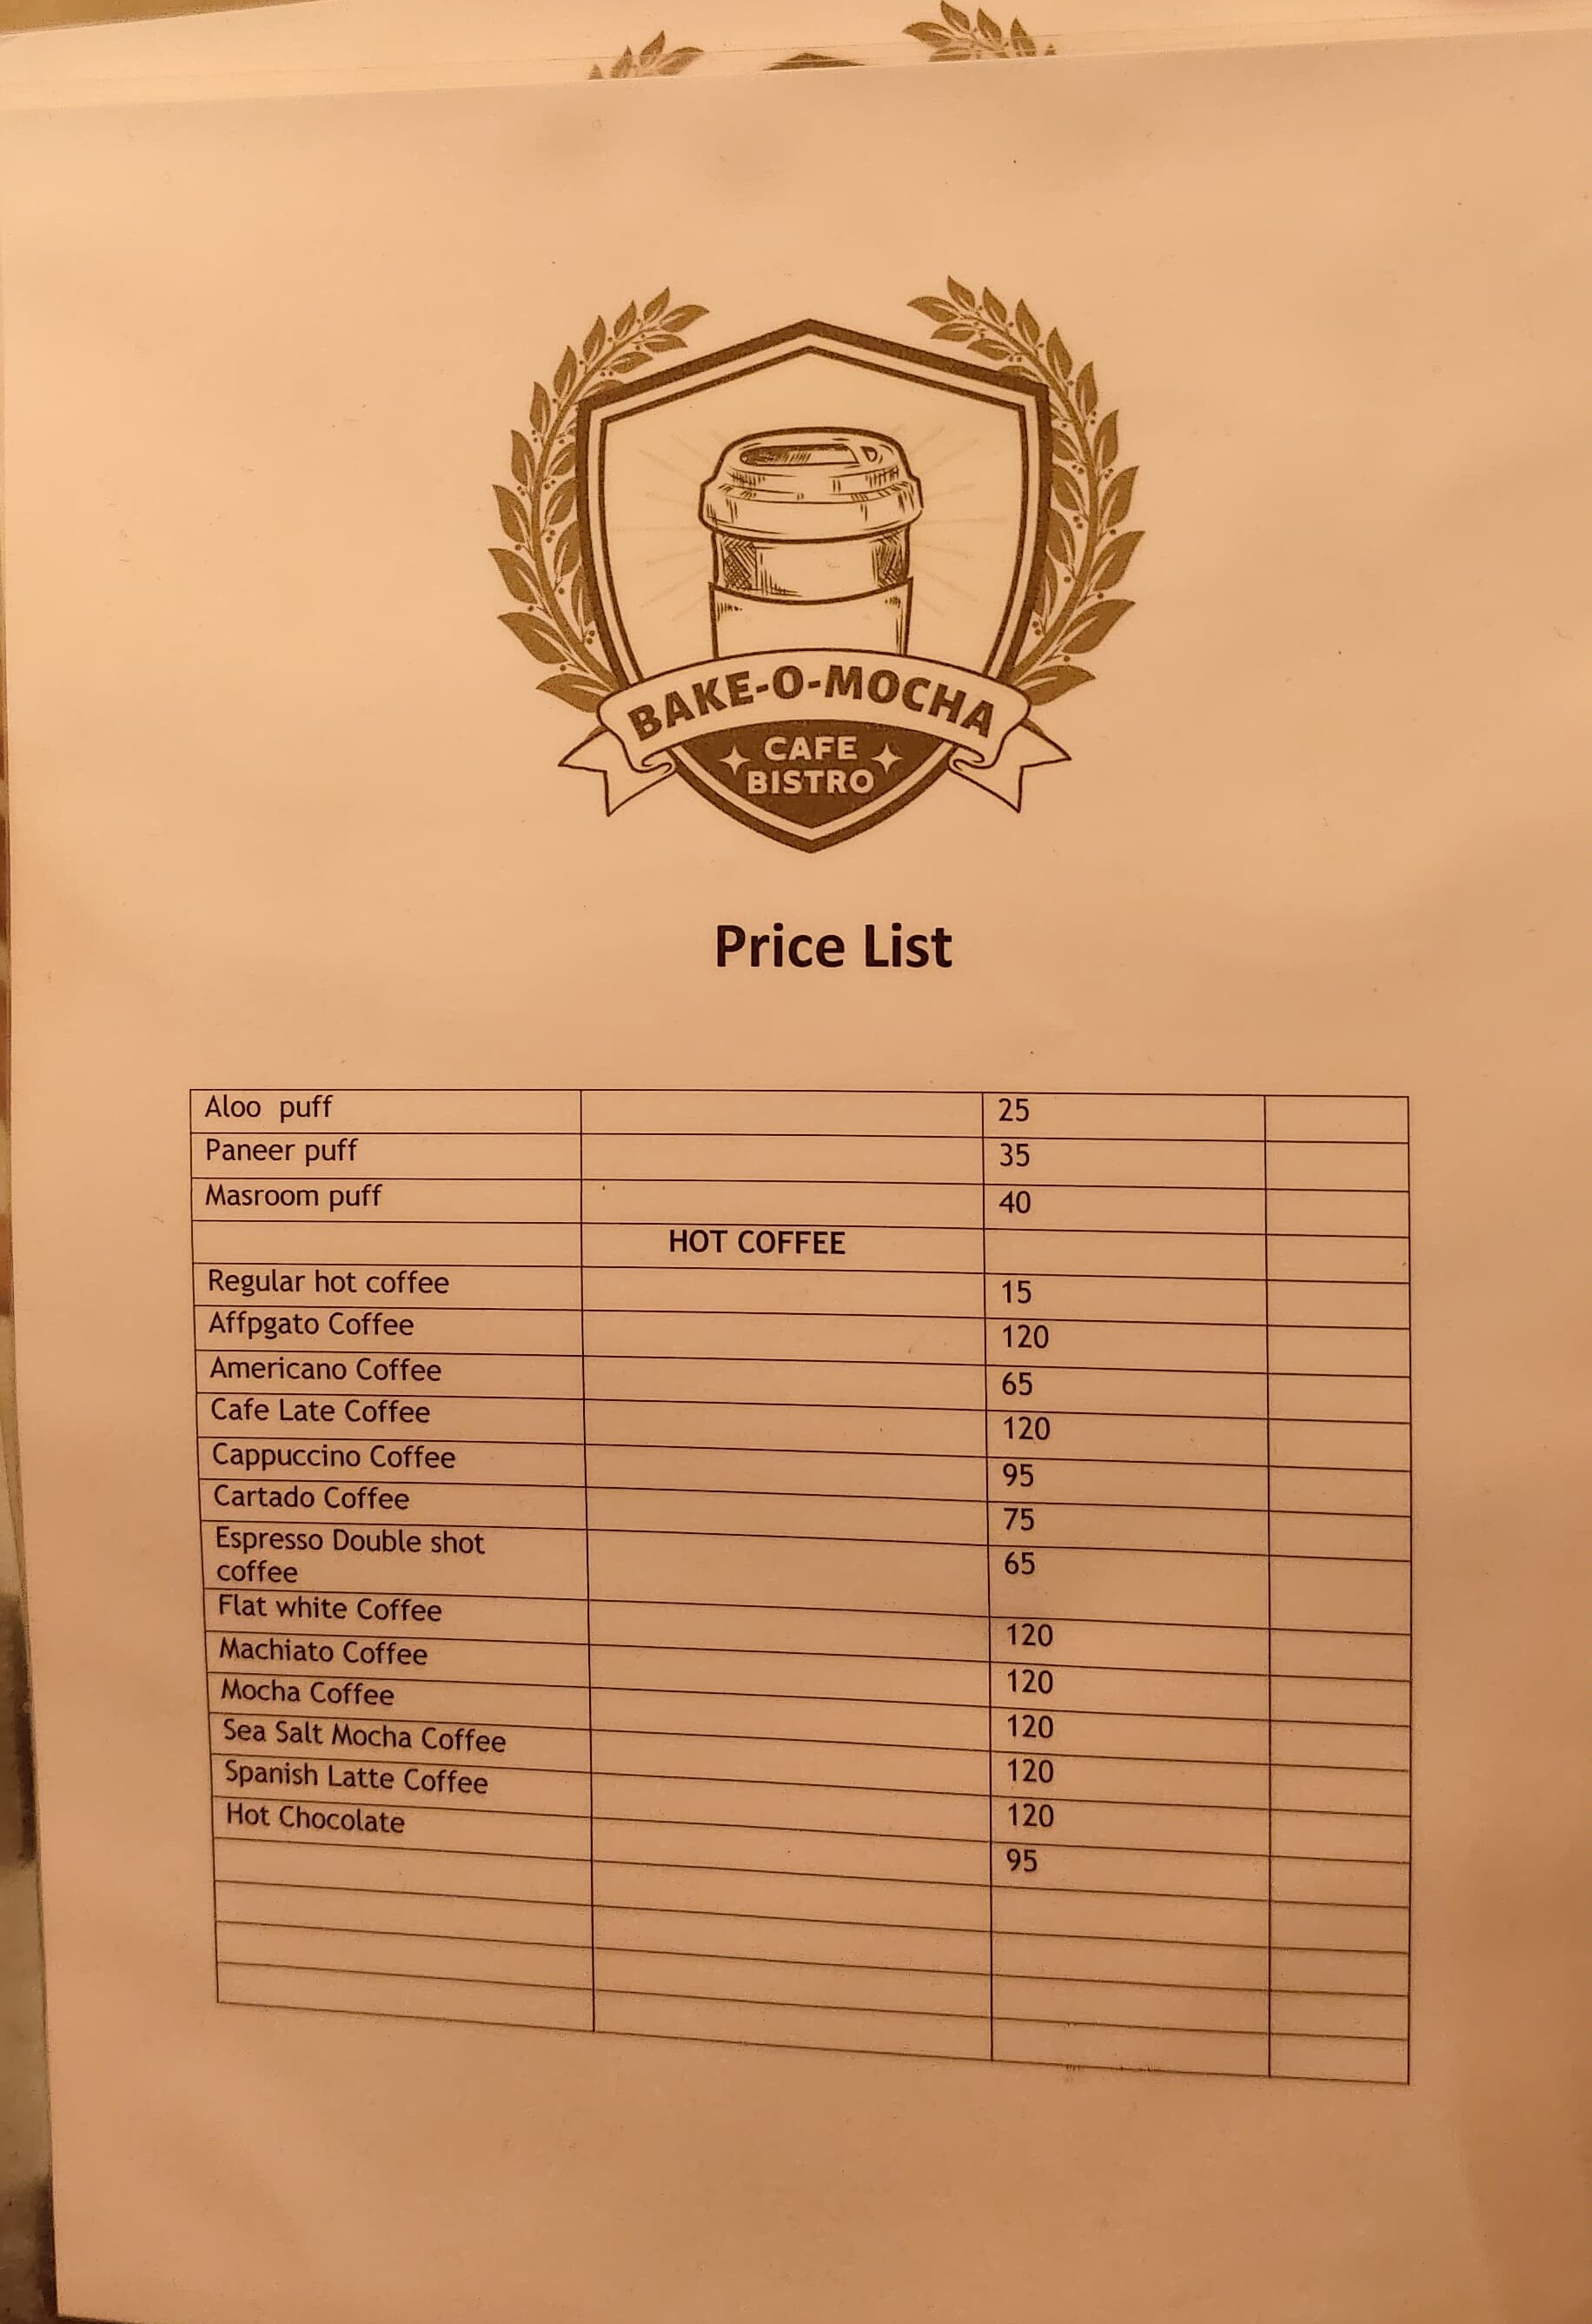 BAKE-O-MOCHA
CAFE
BISTRO
Price List
Aloo puff 25
Paneer puff 35
Masroom puff 40
HOT COFFEE
Regular hot coffee 15
Affpgato Coffee 120
Americano Coffee 65
Cafe Late Coffee 120
Cappuccino Coffee 95
Cartado Coffee 75
Espresso Double shot 65
coffee
Flat white Coffee 120
Machiato Coffee 120
Mocha Coffee 120
Sea Salt Mocha Coffee 120
Spanish Latte Coffee 120
Hot Chocolate 95